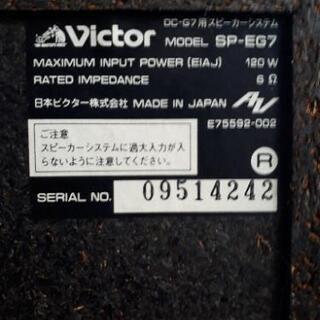 DC-G7用スピーカーシステム
Victor MODEL SP-EG7
MAXIMUM INPUT POWER (EIAJ) 120 W
RATED IMPEDANCE 6 Ω
日本ビクター株式会社 MADE IN JAPAN AV
E75592-002
ご注意
スピーカーシステムに過大入力が入
らないように注意してください。
R
SERIAL NO. 09514242